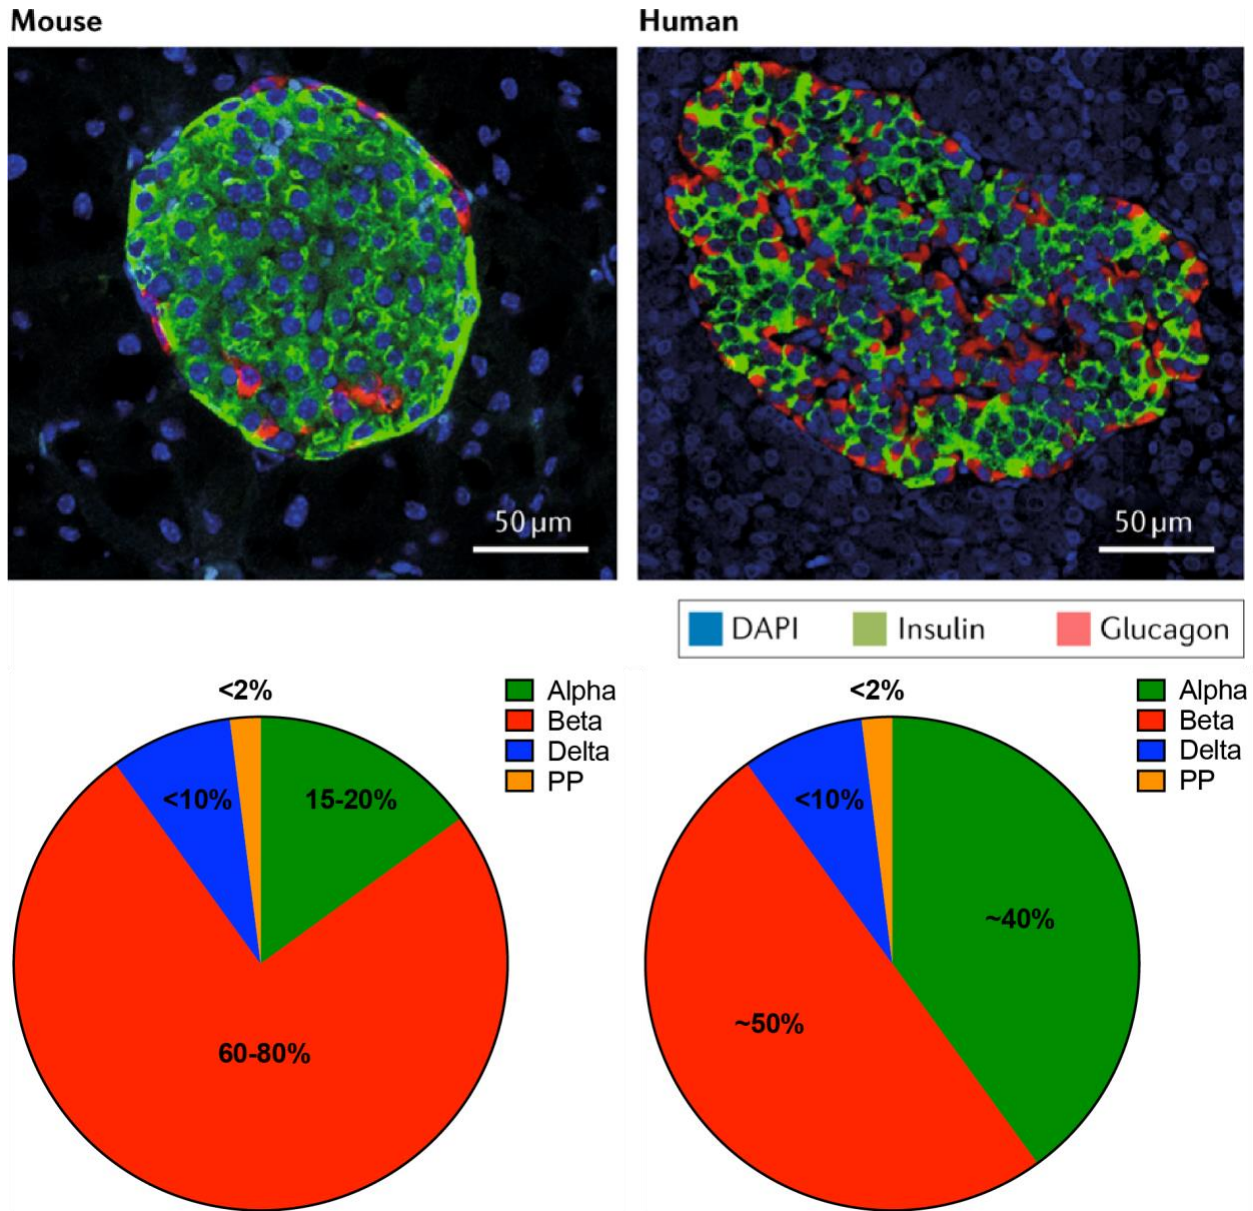 Mouse
Human
50 µm
50 µm
DAPI
Insulin
Glucagon
<2%
Alpha
Beta
Delta
PP
<10%
15-20%
60-80%
<2%
Alpha
Beta
Delta
PP
<10%
~40%
~50%